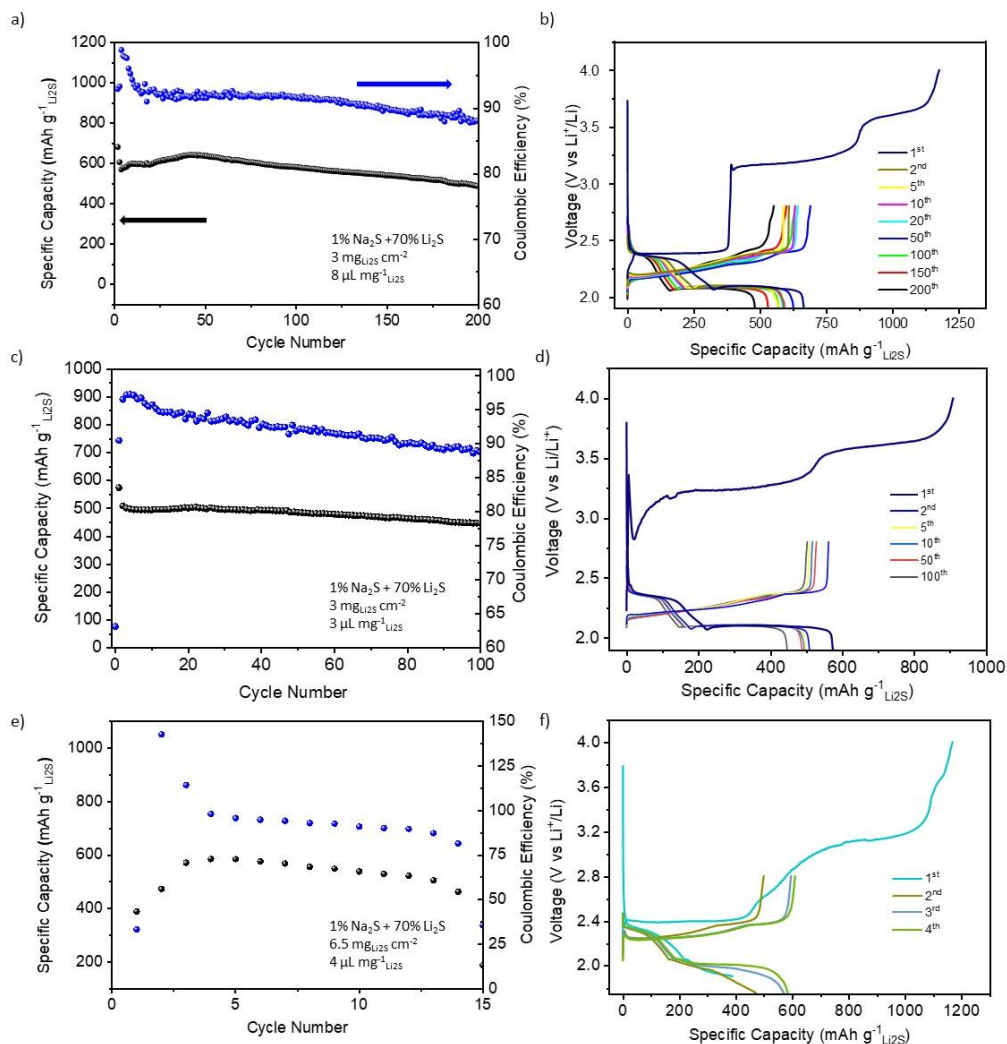 a)
Specific Capacity (mAh g⁻¹Li2S)
1200
1000
800
600
400
200
0
-200
0
50
100
150
200
Cycle Number
100
90
80
70
60
Coulombic Efficiency (%)
1% Na₂S +70% Li₂S
3 mgLi2S cm⁻²
8 µL mg⁻¹Li2S
b)
Voltage (V vs Li⁺/Li)
4.0
3.5
3.0
2.5
2.0
0
250
500
750
1000
1250
Specific Capacity (mAh g⁻¹Li2S)
1st
2nd
5th
10th
20th
50th
100th
150th
200th
c)
Specific Capacity (mAh g⁻¹Li2S)
1000
900
800
700
600
500
400
300
200
100
0
0
20
40
60
80
100
Cycle Number
100
95
90
85
80
75
70
65
60
Coulombic Efficiency (%)
1% Na₂S + 70% Li₂S
3 mgLi2S cm⁻²
3 µL mg⁻¹Li2S
d)
Voltage (V vs Li/Li⁺)
4.0
3.5
3.0
2.5
2.0
0
200
400
600
800
1000
Specific Capacity (mAh g⁻¹Li2S)
1st
2nd
5th
10th
50th
100th
e)
Specific Capacity (mAh g⁻¹Li2S)
1000
800
600
400
200
0
5
10
15
Cycle Number
150
125
100
75
50
25
0
Coulombic Efficiency (%)
1% Na₂S + 70% Li₂S
6.5 mgLi2S cm⁻²
4 µL mg⁻¹Li2S
f)
Voltage (V vs Li⁺/Li)
4.0
3.6
3.2
2.8
2.4
2.0
0
200
400
600
800
1000
1200
Specific Capacity (mAh g⁻¹Li2S)
1st
2nd
3rd
4th